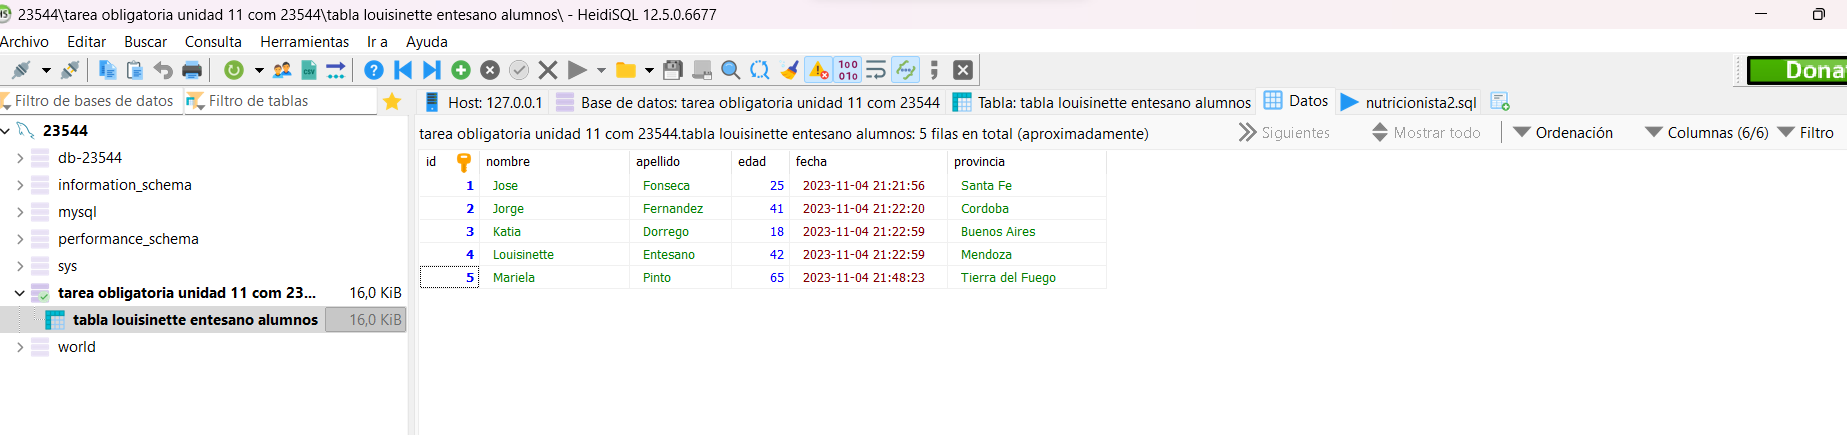 23544\tarea obligatoria unidad 11 com 23544\tabla louisinette entesano alumnos\ - HeidiSQL 12.5.0.6677
Archivo Editar Buscar Consulta Herramientas Ir a Ayuda
Filtro de bases de datos Filtro de tablas
Host: 127.0.0.1 Base de datos: tarea obligatoria unidad 11 com 23544 Tabla: tabla louisinette entesano alumnos Datos nutricionista2.sql
Dona
23544
db-23544
information_schema
mysql
performance_schema
sys
tarea obligatoria unidad 11 com 23... 16,0 KiB
tabla louisinette entesano alumnos 16,0 KiB
world
tarea obligatoria unidad 11 com 23544.tabla louisinette entesano alumnos: 5 filas en total (aproximadamente) Siguientes Mostrar todo Ordenación Columnas (6/6) Filtro
id nombre apellido edad fecha provincia
1 Jose Fonseca 25 2023-11-04 21:21:56 Santa Fe
2 Jorge Fernandez 41 2023-11-04 21:22:20 Cordoba
3 Katia Dorrego 18 2023-11-04 21:22:59 Buenos Aires
4 Louisinette Entesano 42 2023-11-04 21:22:59 Mendoza
5 Mariela Pinto 65 2023-11-04 21:48:23 Tierra del Fuego